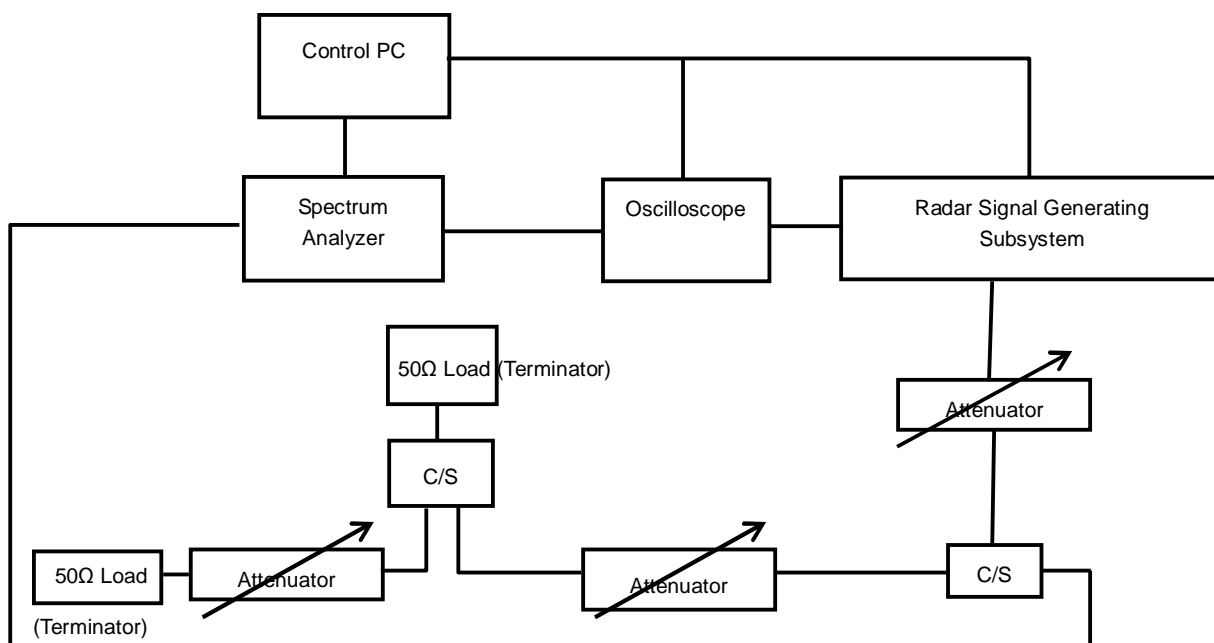 Control PC
Spectrum
Analyzer
Oscilloscope
Radar Signal Generating
Subsystem
50Ω Load (Terminator)
Attenuator
C/S
50Ω Load
(Terminator)
Attenuator
Attenuator
C/S